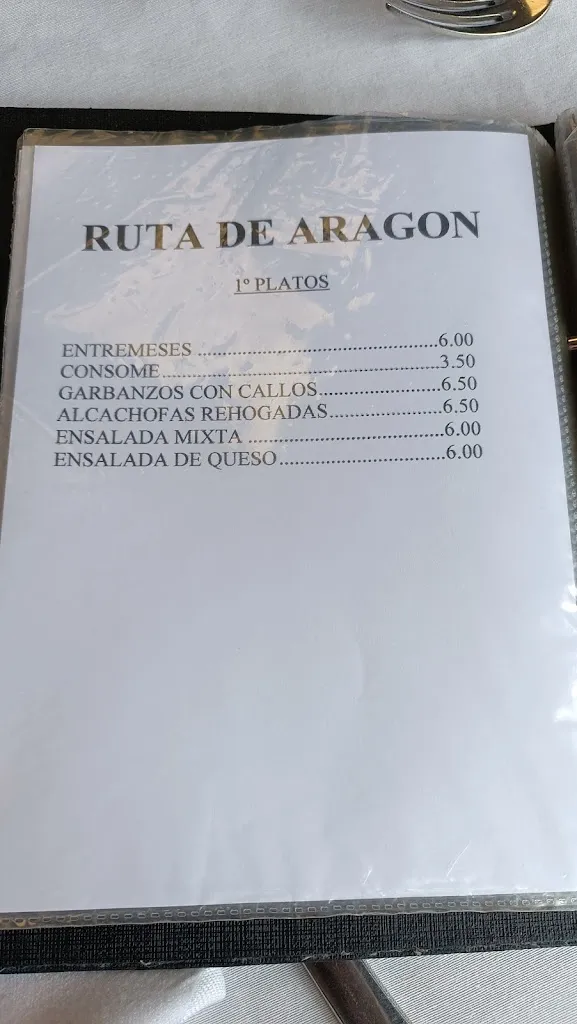 RUTA DE ARAGON
1º PLATOS
ENTREMESES ..........................................6.00
CONSOME..................................................3.50
GARBANZOS CON CALLOS......................6.50
ALCACHOFAS REHOGADAS....................6.50
ENSALADA MIXTA ...................................6.00
ENSALADA DE QUESO.............................6.00